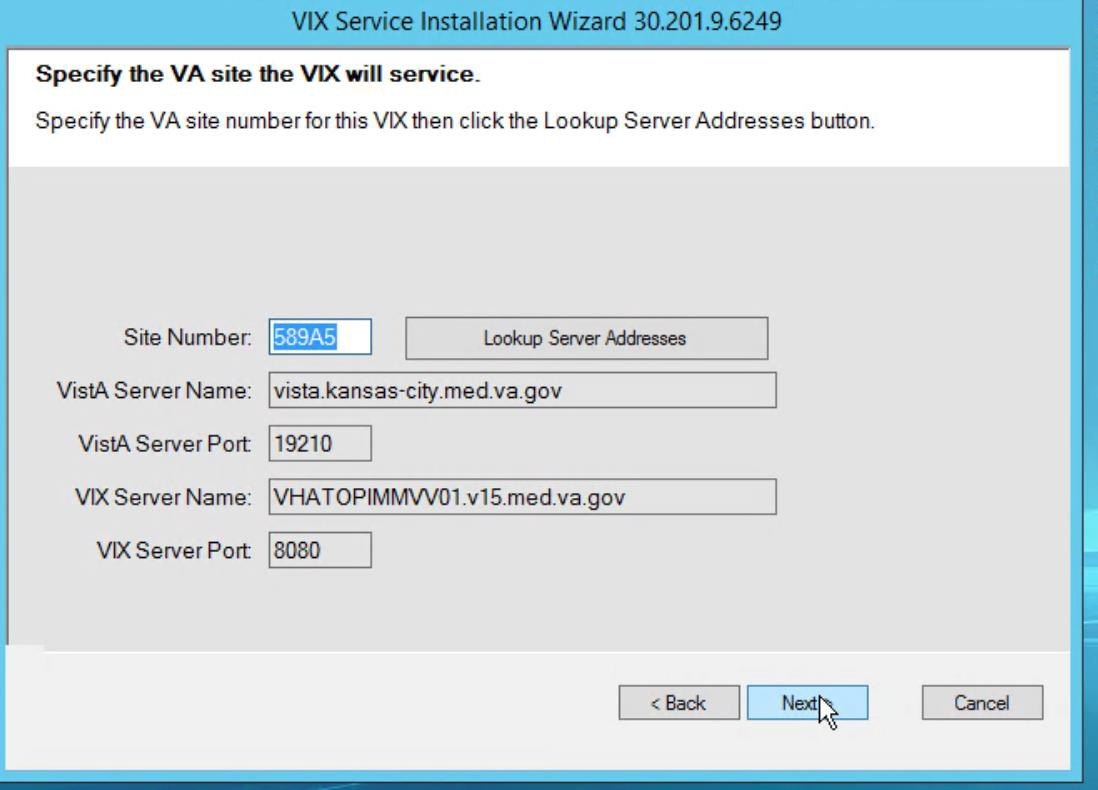 VIX Service Installation Wizard 30.201.9.6249
Specify the VA site the VIX will service.
Specify the VA site number for this VIX then click the Lookup Server Addresses button.
Site Number: 589A5 Lookup Server Addresses
VistA Server Name: vista.kansas-city.med.va.gov
VistA Server Port: 19210
VIX Server Name: VHATOPIMMVV01.v15.med.va.gov
VIX Server Port: 8080
< Back Next > Cancel